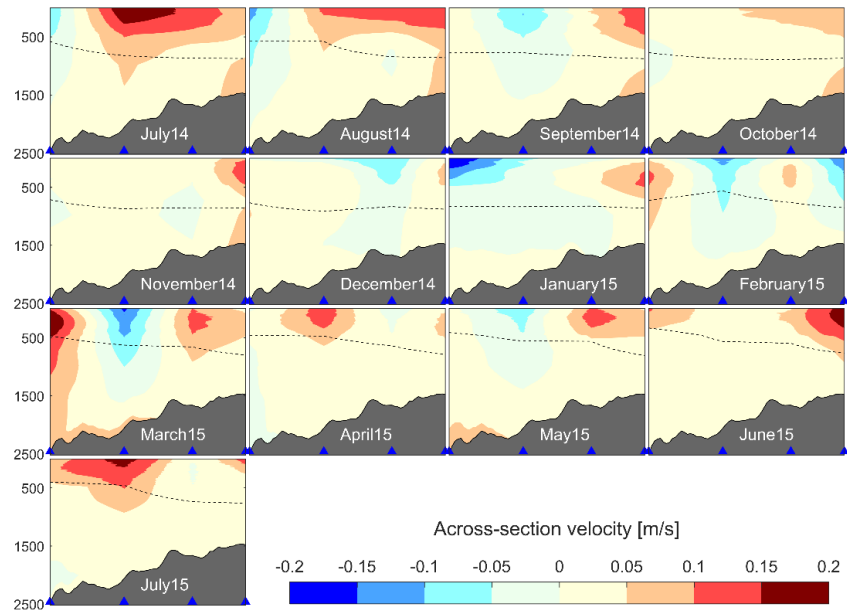 500
1500
2500
July14
August14
September14
October14
500
1500
2500
November14
December14
January15
February15
500
1500
2500
March15
April15
May15
June15
500
1500
2500
July15
Across-section velocity [m/s]
-0.2 -0.15 -0.1 -0.05 0 0.05 0.1 0.15 0.2